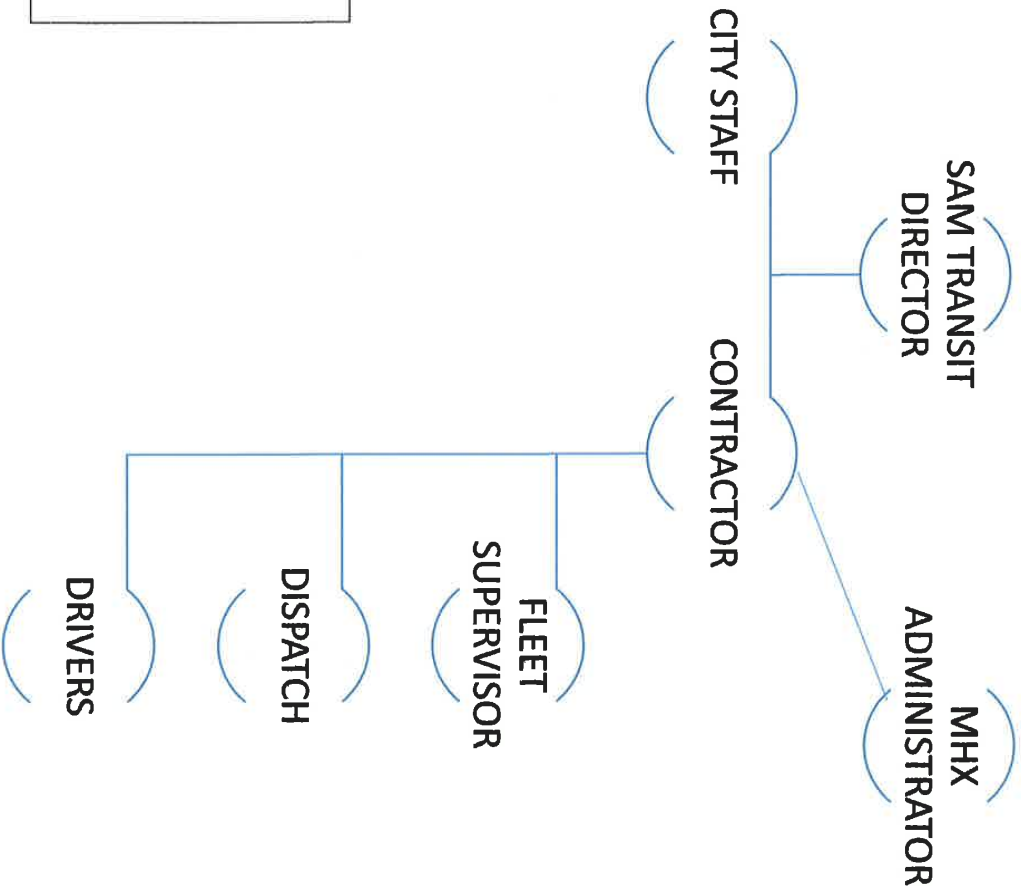 SAM TRANSIT
DIRECTOR
MHX
ADMINISTRATOR
CITY STAFF
CONTRACTOR
FLEET
SUPERVISOR
DISPATCH
DRIVERS